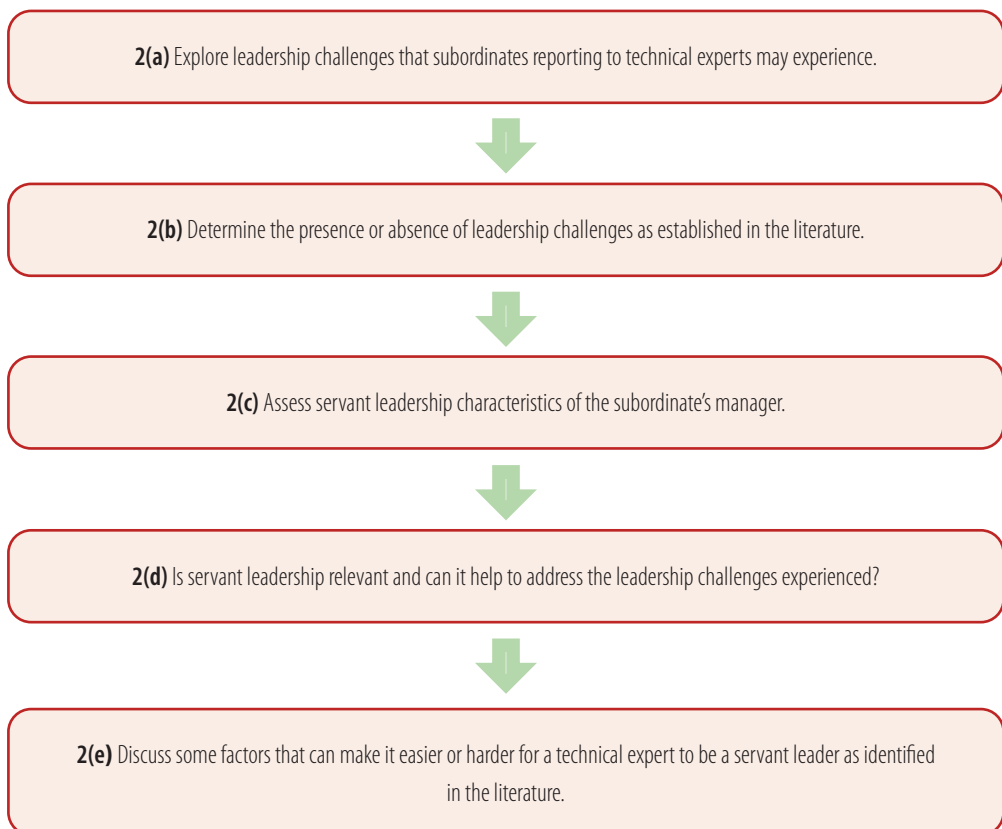 2(a) Explore leadership challenges that subordinates reporting to technical experts may experience.
2(b) Determine the presence or absence of leadership challenges as established in the literature.
2(c) Assess servant leadership characteristics of the subordinate's manager.
2(d) Is servant leadership relevant and can it help to address the leadership challenges experienced?
2(e) Discuss some factors that can make it easier or harder for a technical expert to be a servant leader as identified
in the literature.